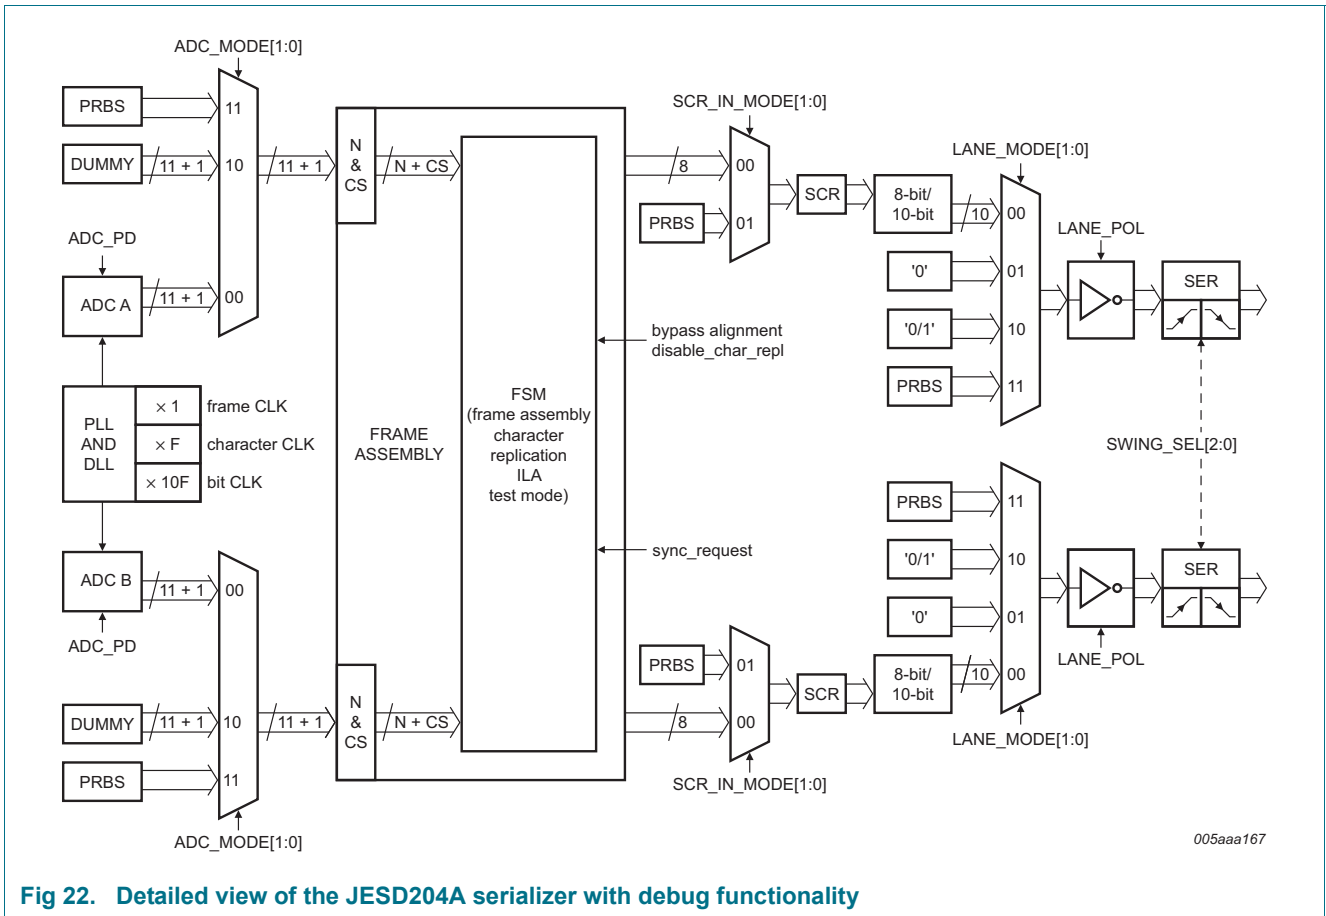 ADC_MODE[1:0]
PRBS
11
DUMMY
11 + 1
10
11 + 1
ADC_PD
ADC A
11 + 1
00
PLL
AND
DLL
× 1
frame CLK
× F
character CLK
× 10F
bit CLK
ADC B
11 + 1
00
ADC_PD
DUMMY
11 + 1
10
11 + 1
PRBS
11
ADC_MODE[1:0]
N
&
CS
N + CS
FRAME
ASSEMBLY
FSM
(frame assembly
character
replication
ILA
test mode)
N
&
CS
N + CS
bypass alignment
disable_char_repl
sync_request
SCR_IN_MODE[1:0]
8
00
PRBS
01
SCR
8-bit/
10-bit
10
LANE_MODE[1:0]
00
'0'
01
'0/1'
10
PRBS
11
LANE_POL
SER
SWING_SEL[2:0]
PRBS
11
'0/1'
10
'0'
01
8-bit/
10-bit
10
00
LANE_MODE[1:0]
LANE_POL
SER
PRBS
01
8
00
SCR
SCR_IN_MODE[1:0]
005aaa167
Fig 22. Detailed view of the JESD204A serializer with debug functionality